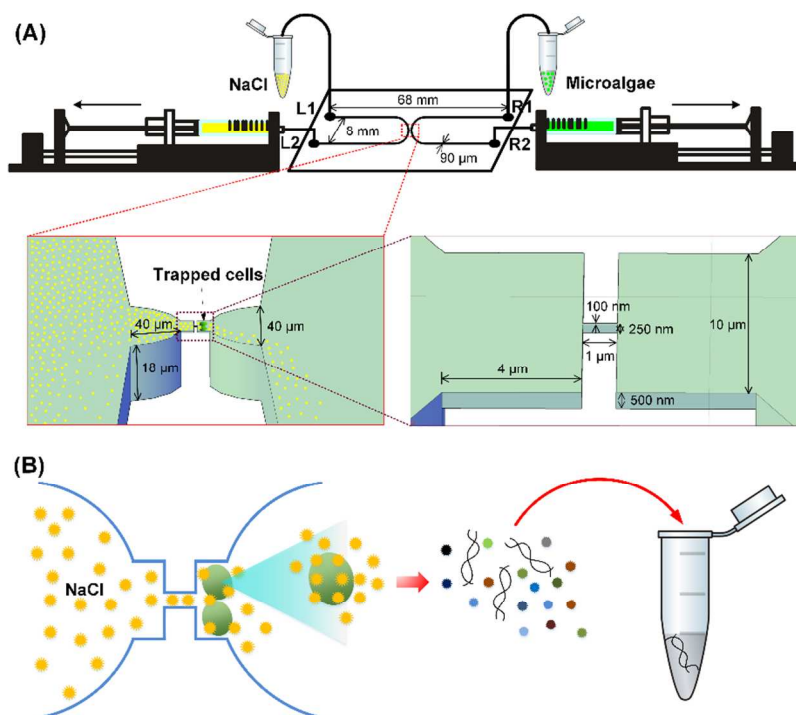 (A)
NaCl
Microalgae
L1
68 mm
R1
8 mm
L2
R2
90 µm
Trapped cells
40 µm
40 µm
18 µm
100 nm
10 µm
250 nm
1 µm
4 µm
500 nm
(B)
NaCl